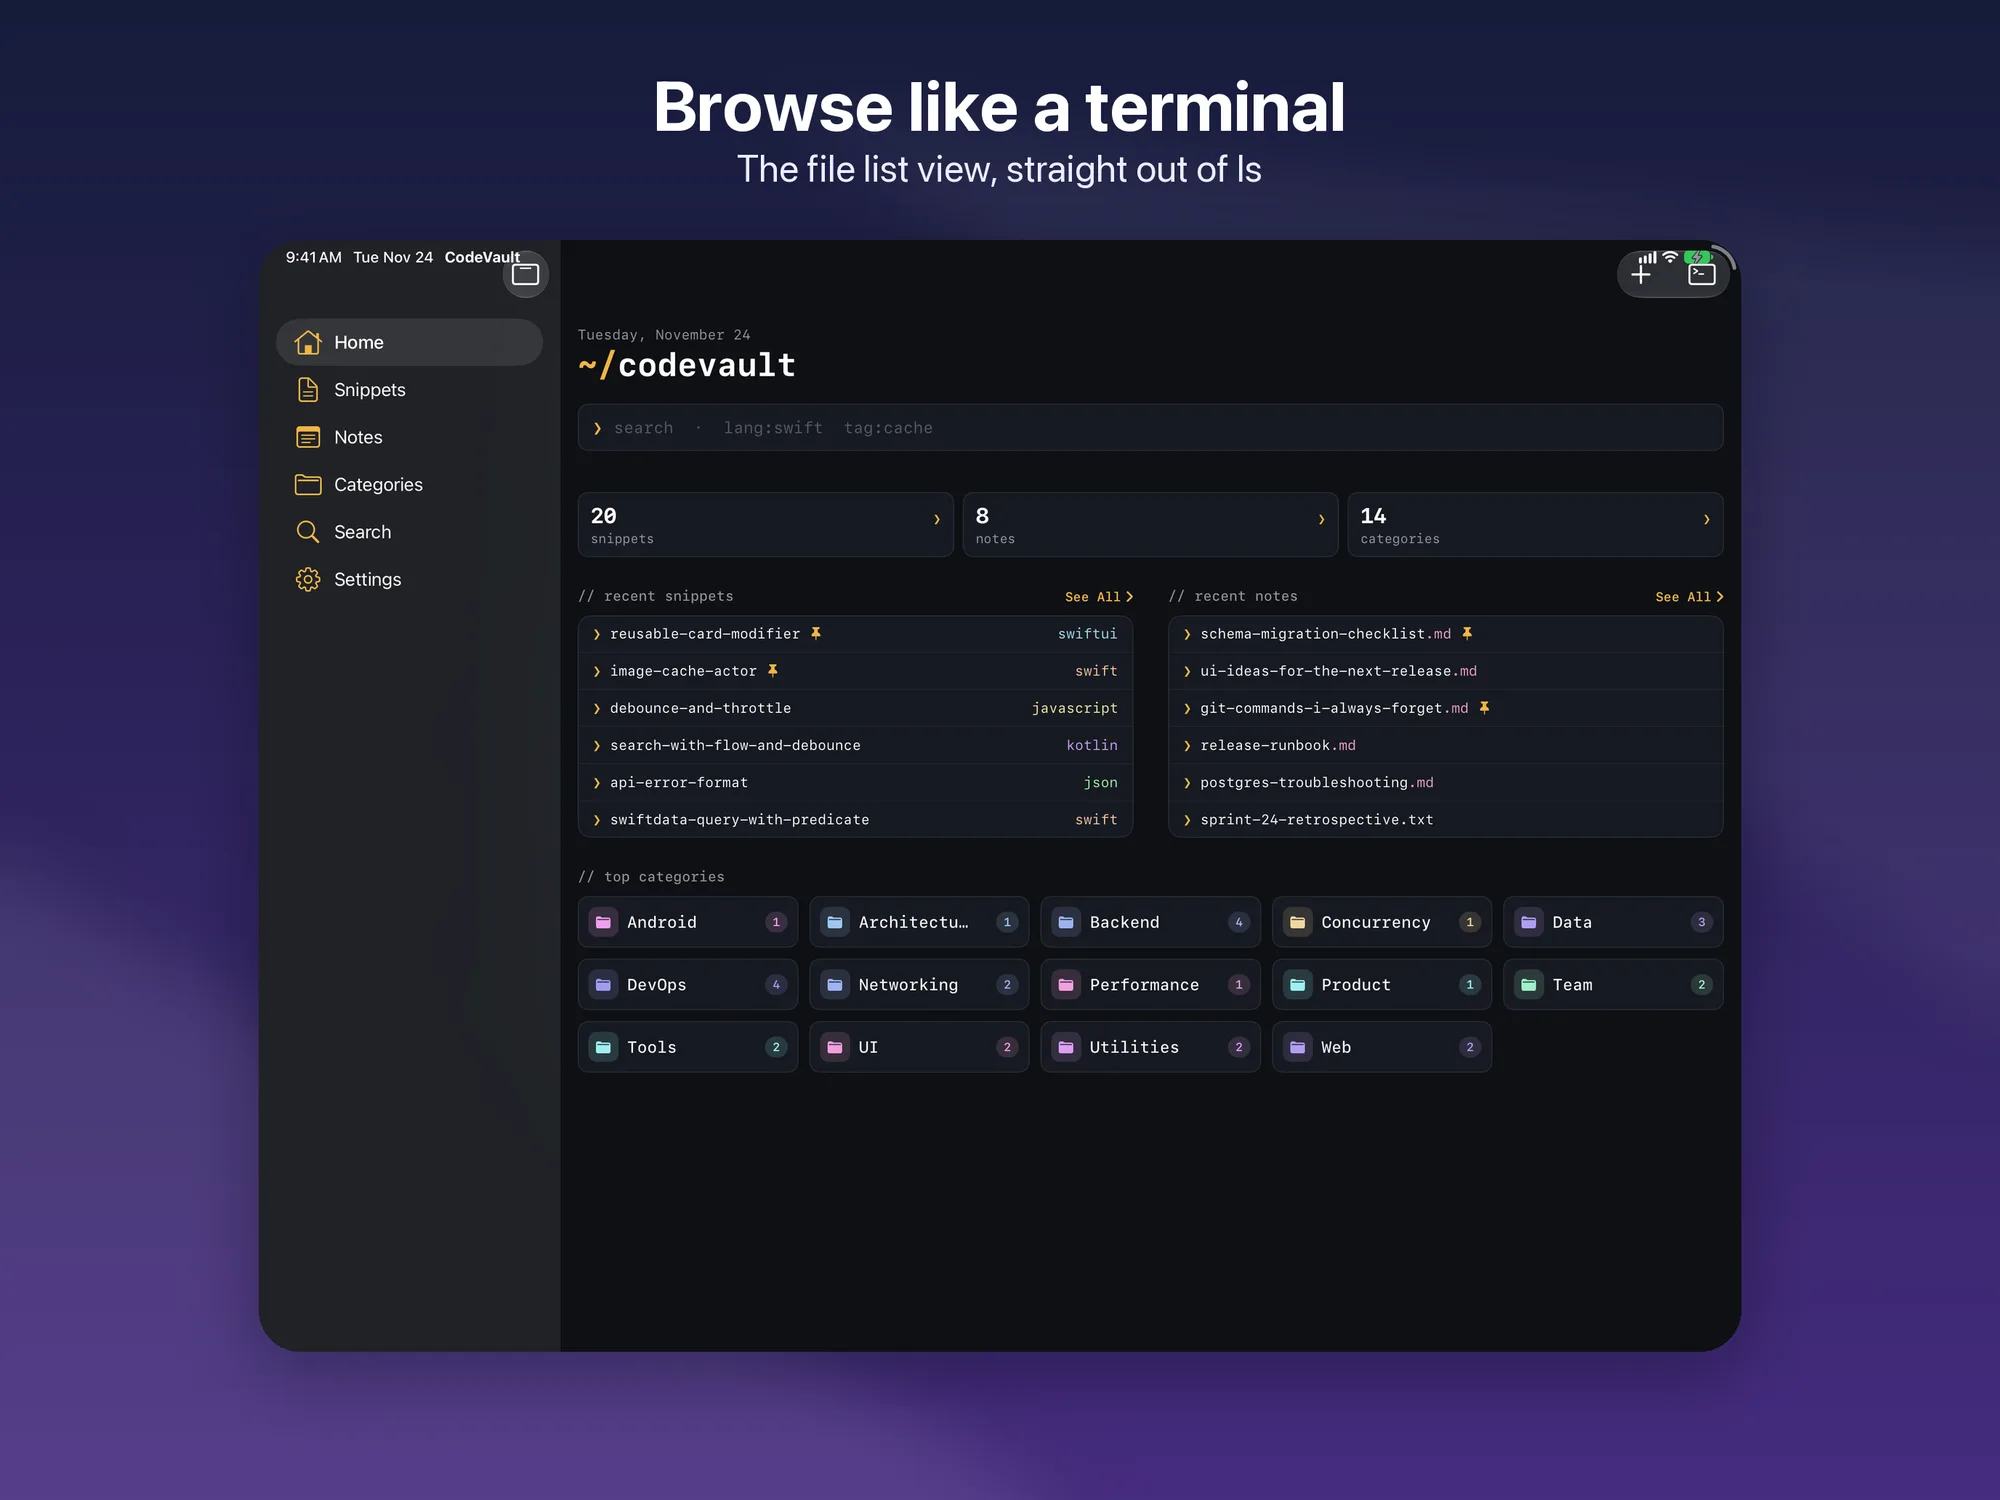 Browse like a terminal
The file list view, straight out of ls
9:41 AM Tue Nov 24 CodeVault
Home
Snippets
Notes
Categories
Search
Settings
Tuesday, November 24
~/codevault
❯ search · lang:swift tag:cache
20
snippets
8
notes
14
categories
// recent snippets See All
❯ reusable-card-modifier swiftui
❯ image-cache-actor swift
❯ debounce-and-throttle javascript
❯ search-with-flow-and-debounce kotlin
❯ api-error-format json
❯ swiftdata-query-with-predicate swift
// recent notes See All
❯ schema-migration-checklist.md
❯ ui-ideas-for-the-next-release.md
❯ git-commands-i-always-forget.md
❯ release-runbook.md
❯ postgres-troubleshooting.md
❯ sprint-24-retrospective.txt
// top categories
Android 1 Architectu… 1 Backend 4 Concurrency 1 Data 3
DevOps 4 Networking 2 Performance 1 Product 1 Team 2
Tools 2 UI 2 Utilities 2 Web 2